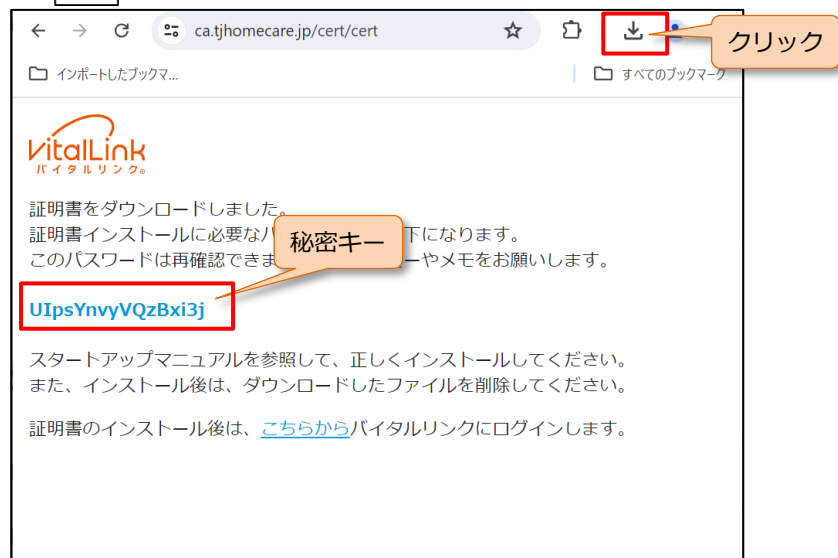 ca.tjhomecare.jp/cert/cert
クリック
インポートしたブックマ...
すべてのブックマーク
VitalLink
バイタルリンク®
証明書をダウンロードしました。
証明書インストールに必要なパ 下になります。
このパスワードは再確認できま ーやメモをお願いします。
秘密キー
UIpsYnvyVQzBxi3j
スタートアップマニュアルを参照して、正しくインストールしてください。
また、インストール後は、ダウンロードしたファイルを削除してください。
証明書のインストール後は、こちらからバイタルリンクにログインします。